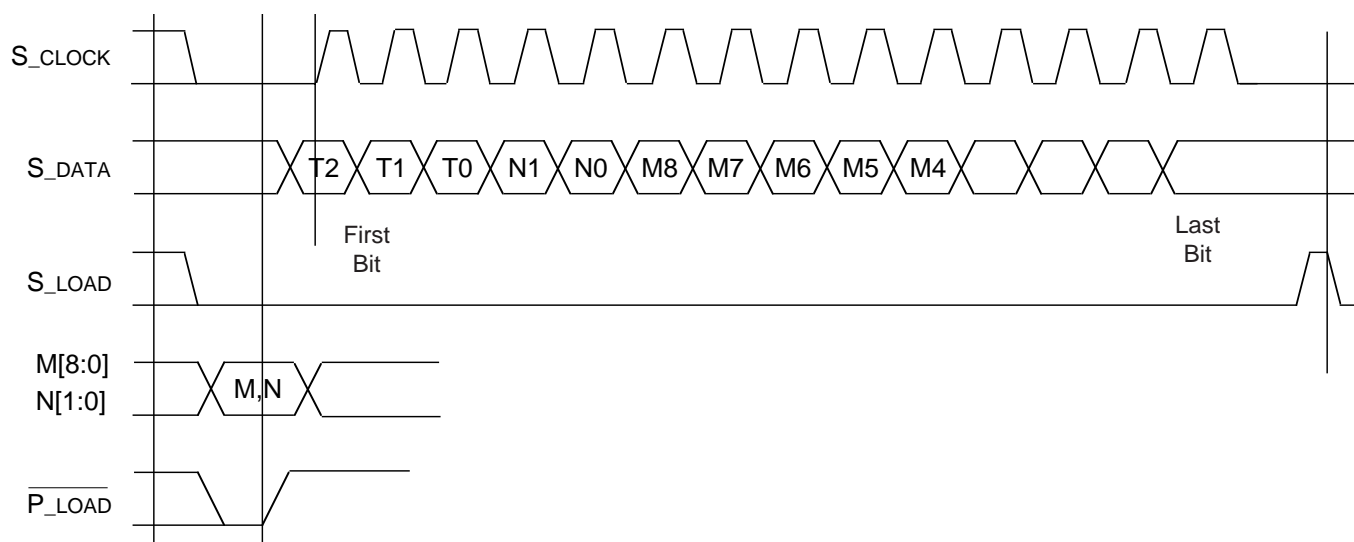 S_CLOCK
S_DATA
T2 T1 T0 N1 N0 M8 M7 M6 M5 M4
First
Bit
Last
Bit
S_LOAD
M[8:0]
N[1:0]
M,N
P_LOAD